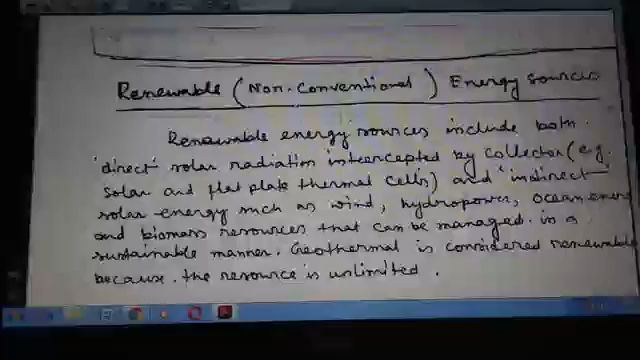 Renewable (Non-Conventional) Energy sources
Renewable energy sources include both
'direct' solar radiation intercepted by collector (e.g.
solar and flat plate thermal cells) and 'indirect'
solar energy such as wind, hydropower, ocean energy
and biomass resources that can be managed in a
sustainable manner. Geothermal is considered renewable
because the resource is unlimited.